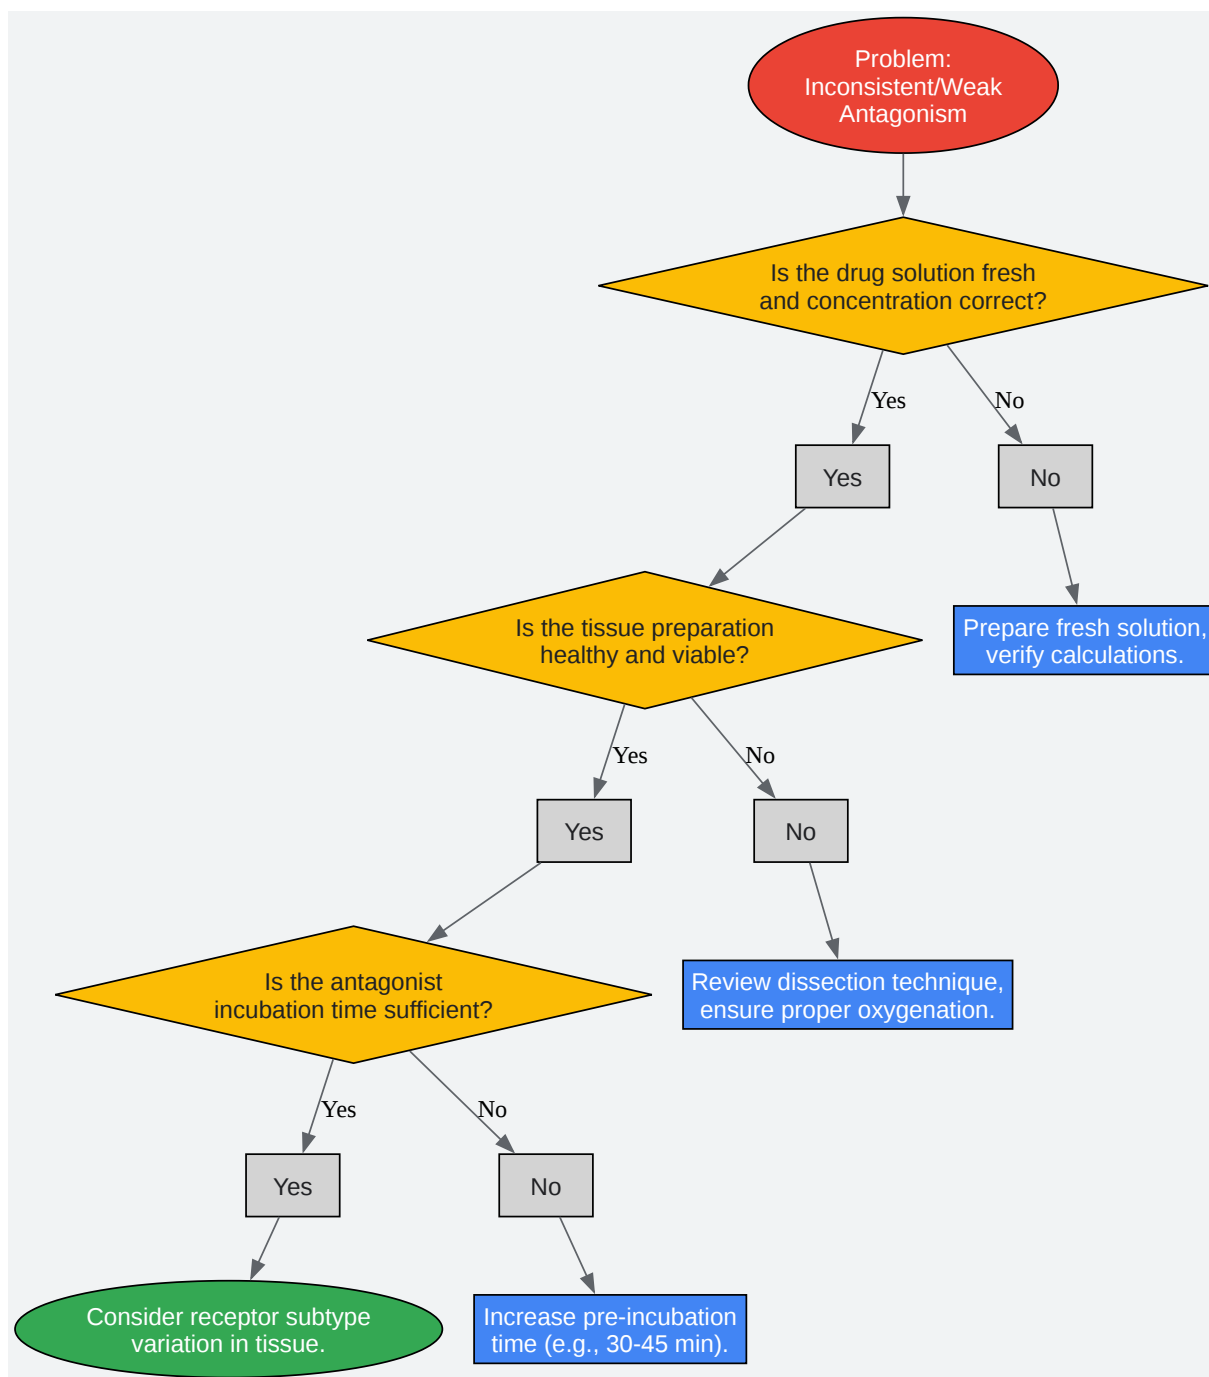 Problem:
Inconsistent/Weak
Antagonism
Is the drug solution fresh
and concentration correct?
Yes
No
Yes
No
Prepare fresh solution,
verify calculations.
Is the tissue preparation
healthy and viable?
Yes
No
Yes
No
Review dissection technique,
ensure proper oxygenation.
Is the antagonist
incubation time sufficient?
Yes
No
Yes
No
Consider receptor subtype
variation in tissue.
Increase pre-incubation
time (e.g., 30-45 min).